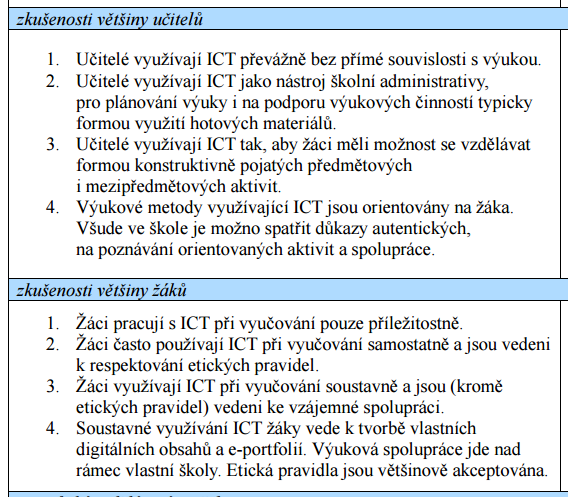 zkušenosti většiny učitelů
1. Učitelé využívají ICT převážně bez přímé souvislosti s výukou.
2. Učitelé využívají ICT jako nástroj školní administrativy,
pro plánování výuky i na podporu výukových činností typicky
formou využití hotových materiálů.
3. Učitelé využívají ICT tak, aby žáci měli možnost se vzdělávat
formou konstruktivně pojatých předmětových
i mezipředmětových aktivit.
4. Výukové metody využívající ICT jsou orientovány na žáka.
Všude ve škole je možno spatřit důkazy autentických,
na poznávání orientovaných aktivit a spolupráce.
zkušenosti většiny žáků
1. Žáci pracují s ICT při vyučování pouze příležitostně.
2. Žáci často používají ICT při vyučování samostatně a jsou vedeni
k respektování etických pravidel.
3. Žáci využívají ICT při vyučování soustavně a jsou (kromě
etických pravidel) vedeni ke vzájemné spolupráci.
4. Soustavné využívání ICT žáky vede k tvorbě vlastních
digitálních obsahů a e-portfolií. Výuková spolupráce jde nad
rámec vlastní školy. Etická pravidla jsou většinově akceptována.